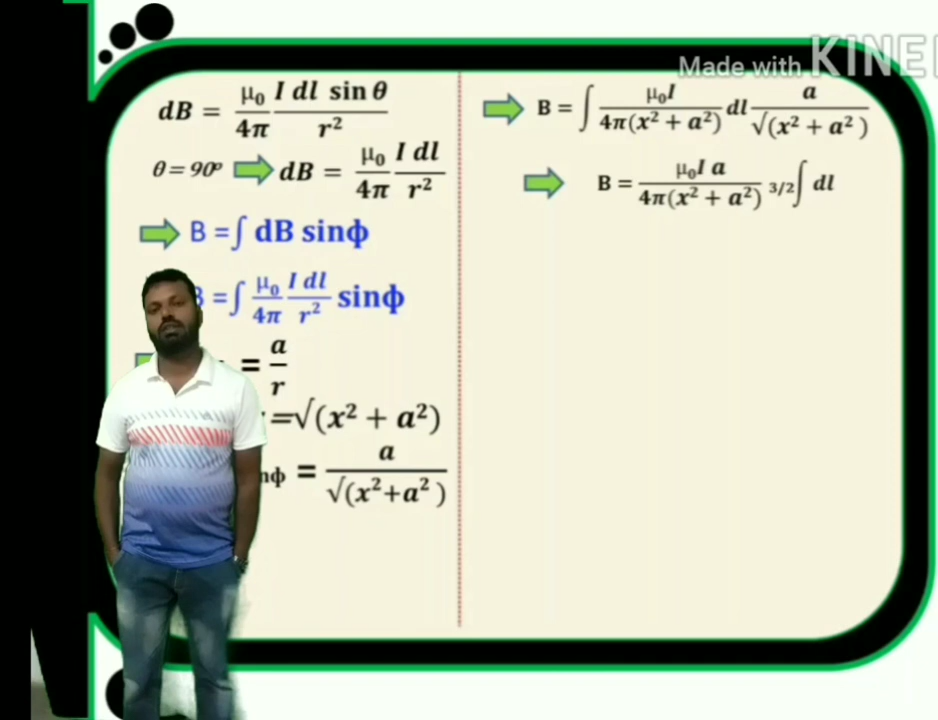 Made with KINE
dB = μ₀/4π I dl sin θ/r²
θ = 90° ⇒ dB = μ₀/4π I dl/r²
⇒ B = ∫ dB sinϕ
B = ∫ μ₀/4π I dl/r² sinϕ
= a/r
= √(x² + a²)
nϕ = a/√(x²+a²)
⇒ B = ∫ μ₀I/4π(x² + a²) dl a/√(x² + a²)
⇒ B = μ₀I a/4π(x² + a²) 3/2 ∫ dl